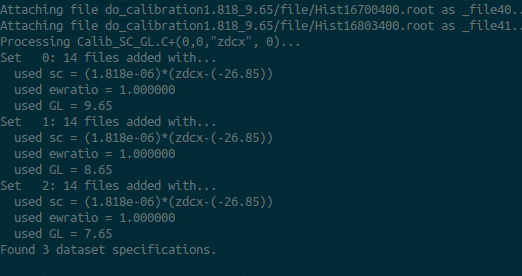 Attaching file do_calibration1.818_9.65/file/Hist16700400.root as _file40..
Attaching file do_calibration1.818_9.65/file/Hist16803400.root as _file41..
Processing Calib_SC_GL.C+(0,0,"zdcx", 0)...
Set   0: 14 files added with...
  used sc = (1.818e-06)*(zdcx-(-26.85))
  used ewratio = 1.000000
  used GL = 9.65
Set   1: 14 files added with...
  used sc = (1.818e-06)*(zdcx-(-26.85))
  used ewratio = 1.000000
  used GL = 8.65
Set   2: 14 files added with...
  used sc = (1.818e-06)*(zdcx-(-26.85))
  used ewratio = 1.000000
  used GL = 7.65
Found 3 dataset specifications.